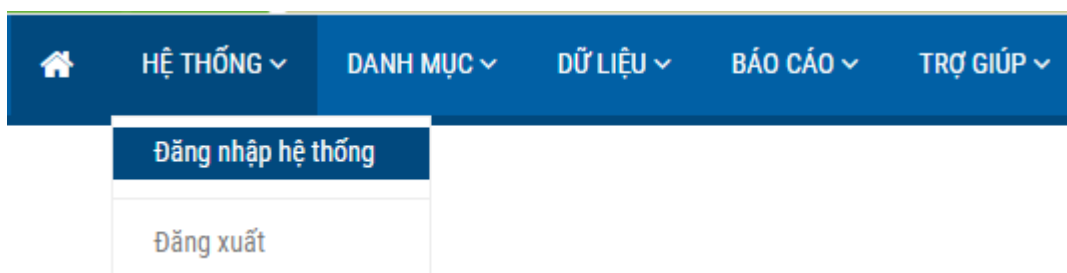 HỆ THỐNG DANH MỤC DỮ LIỆU BÁO CÁO TRỢ GIÚP
Đăng nhập hệ thống
Đăng xuất